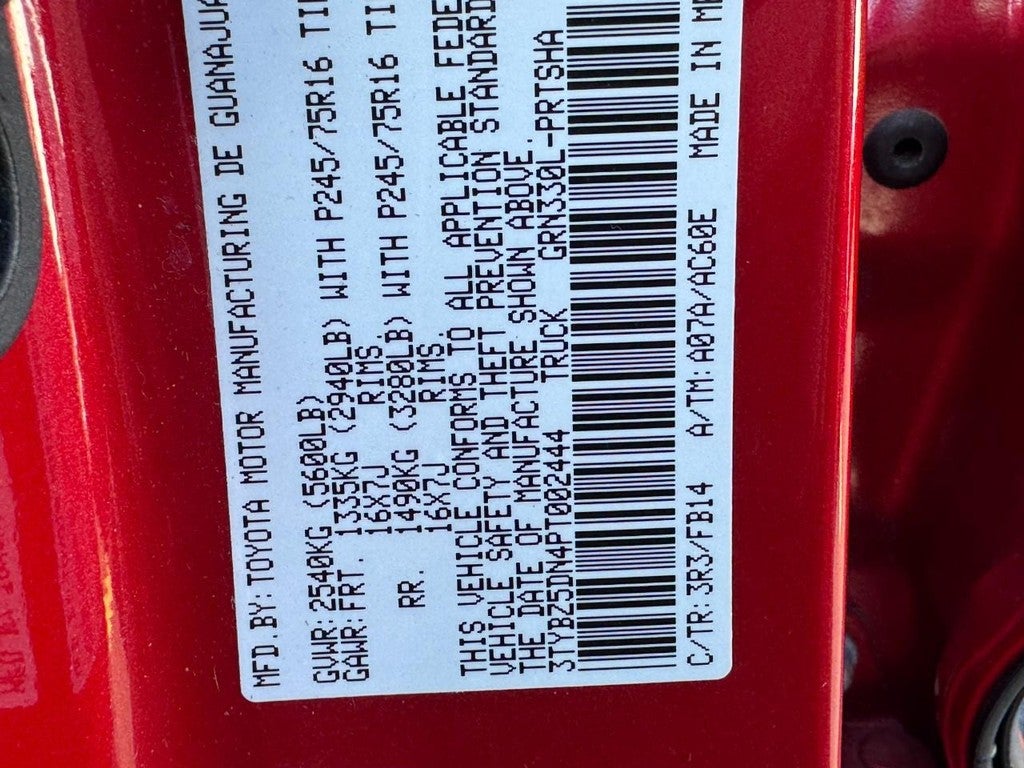 MFD.BY:TOYOTA MOTOR MANUFACTURING DE GUANAJUA
GVWR:2540KG (5600LB)
GAWR:FRT. 1335KG (2940LB) WITH P245/75R16 TI
16X7J RIMS.
RR. 1490KG (3280LB) WITH P245/75R16 TI
16X7J RIMS.
THIS VEHICLE CONFORMS TO ALL APPLICABLE FEDE
VEHICLE SAFETY AND THEFT PREVENTION STANDARD
THE DATE OF MANUFACTURE SHOWN ABOVE.
3TYBZ5DN4PT002444 TRUCK GRN330L-PRTSHA
C/TR:3R3/FB14 A/TM:A07A/AC60E MADE IN ME